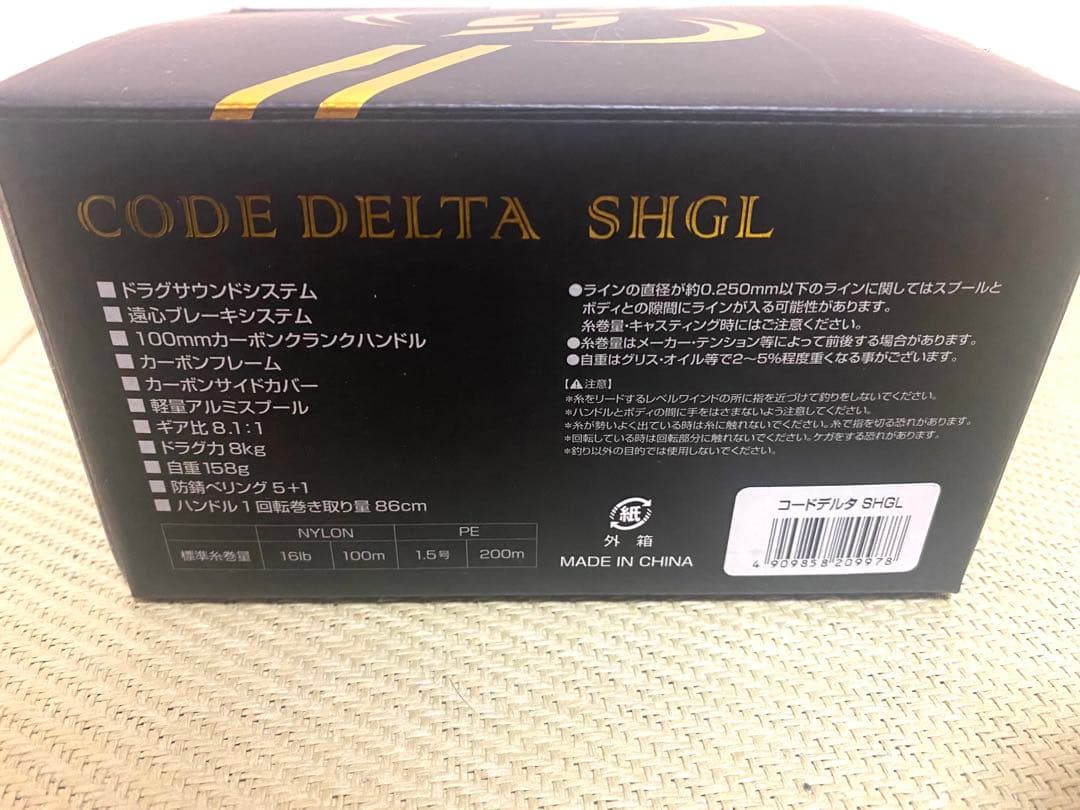 CODE DELTA SHGL
■ドラグサウンドシステム
■遠心ブレーキシステム
■100mmカーボンクランクハンドル
■カーボンフレーム
■カーボンサイドカバー
■軽量アルミスプール
■ギア比 8.1:1
■ドラグ力 8kg
■自重 158g
■防錆ベリング 5+1
■ハンドル1回転巻き取り量 86cm
NYLON PE
標準糸巻量 16lb 100m 1.5号 200m
●ラインの直径が約0.250mm以下のラインに関してはスプールと
ボディとの隙間にラインが入る可能性があります。
糸巻量・キャスティング時にはご注意ください。
●糸巻量はメーカー・テンション等によって前後する場合があります。
●自重はグリス・オイル等で2〜5%程度重くなる事がございます。
【⚠注意】
*糸をリードするレベルワインドの所に指を近づけて釣りをしないでください。
*ハンドルとボディの間に手をはさまないよう注意してください。
*糸が勢いよく出ている時は糸に触れないでください。糸で指を切る恐れがあります。
*回転している時は回転部分に触れないでください。ケガをする恐れがあります。
*釣り以外の目的では使用しないでください。
紙
外箱
MADE IN CHINA
コードデルタ SHGL
4 909858 209978